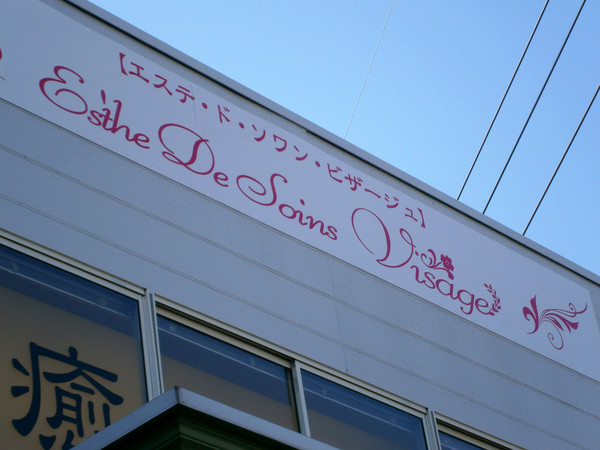 【エステ・ド・ソワン・ビザージュ】
Esthe De Soins Visage
癒